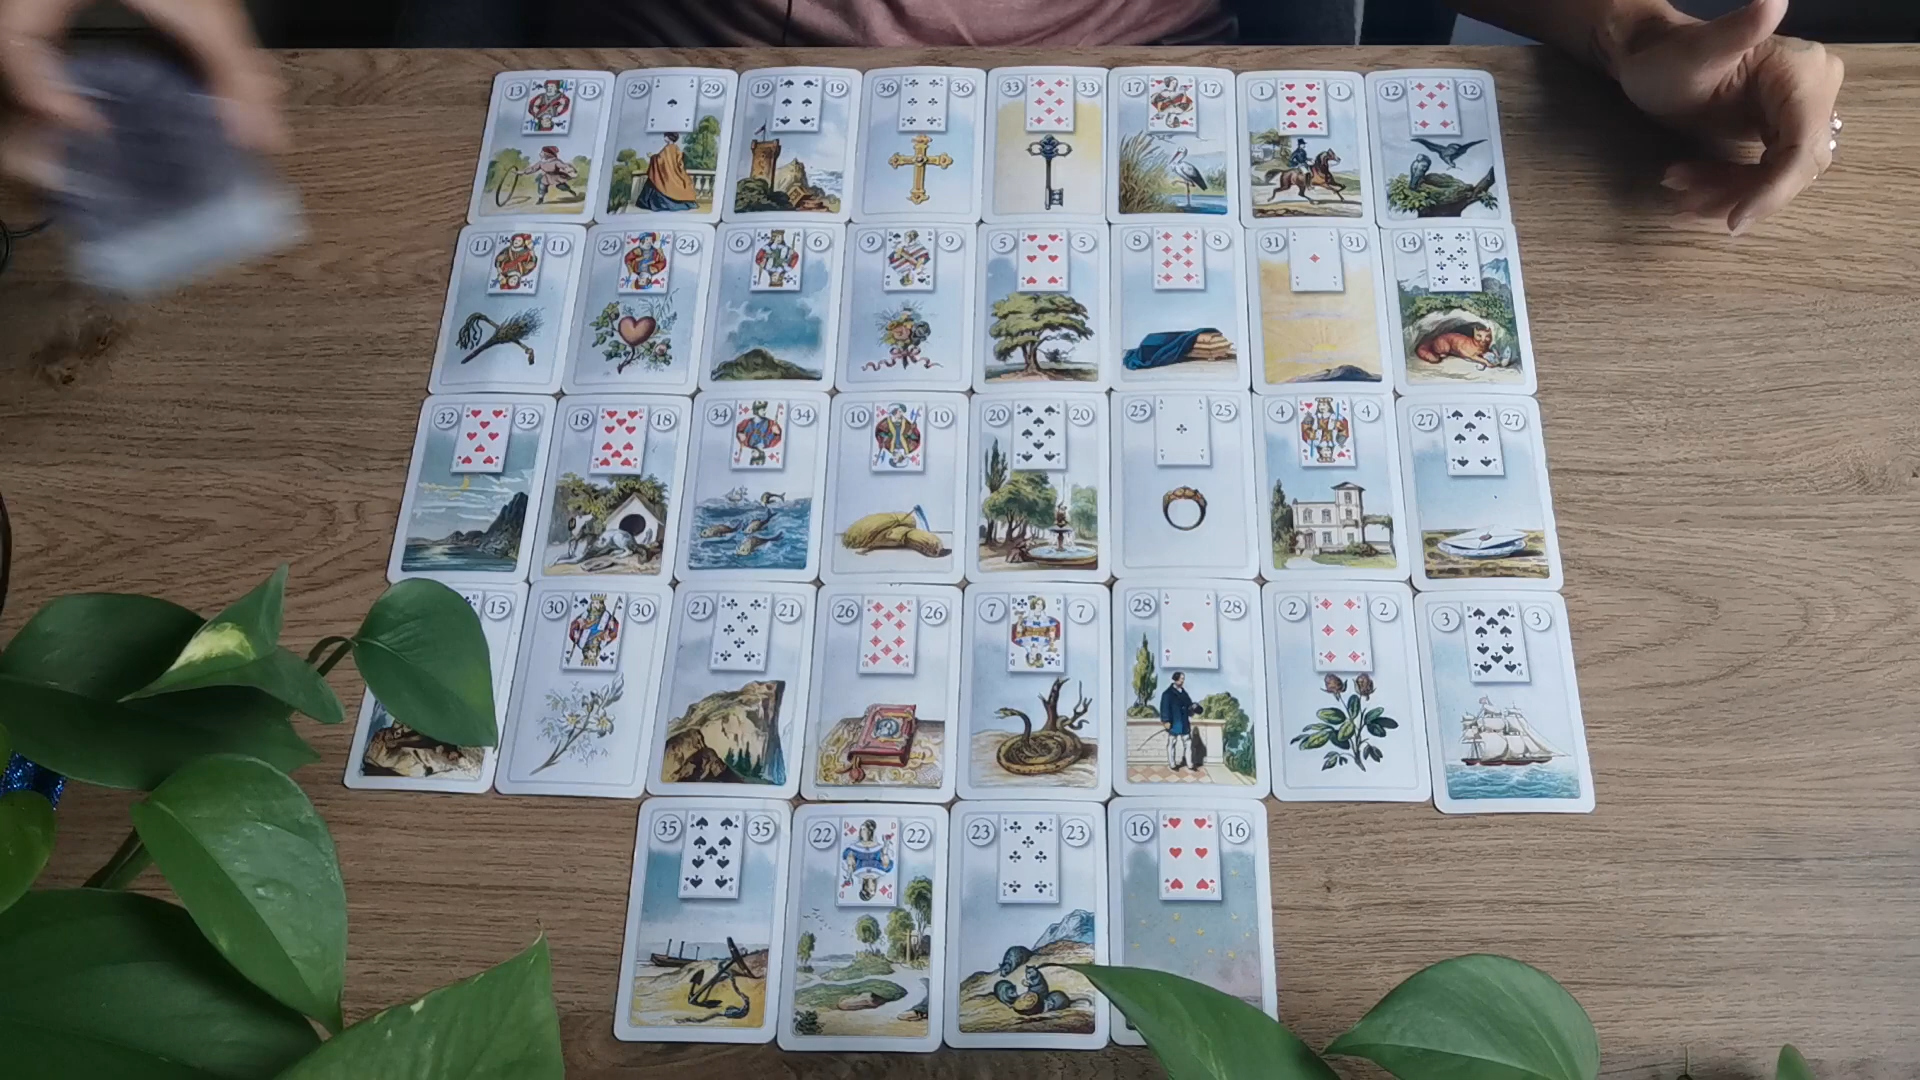 13 13 29 29 19 19 36 36 33 33 17 17 1 1 12 12
11 11 24 24 6 6 9 9 5 5 8 8 31 31 14 14
32 32 18 18 34 34 10 10 20 20 25 25 4 4 27 27
15 30 30 21 21 26 26 7 7 28 28 2 2 3 3
35 35 22 22 23 23 16 16